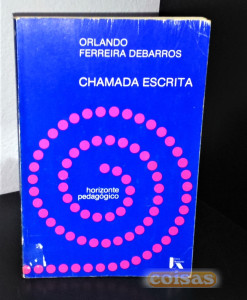 ORLANDO
FERREIRA DEBARROS
CHAMADA ESCRITA
horizonte
pedagógico
coisas